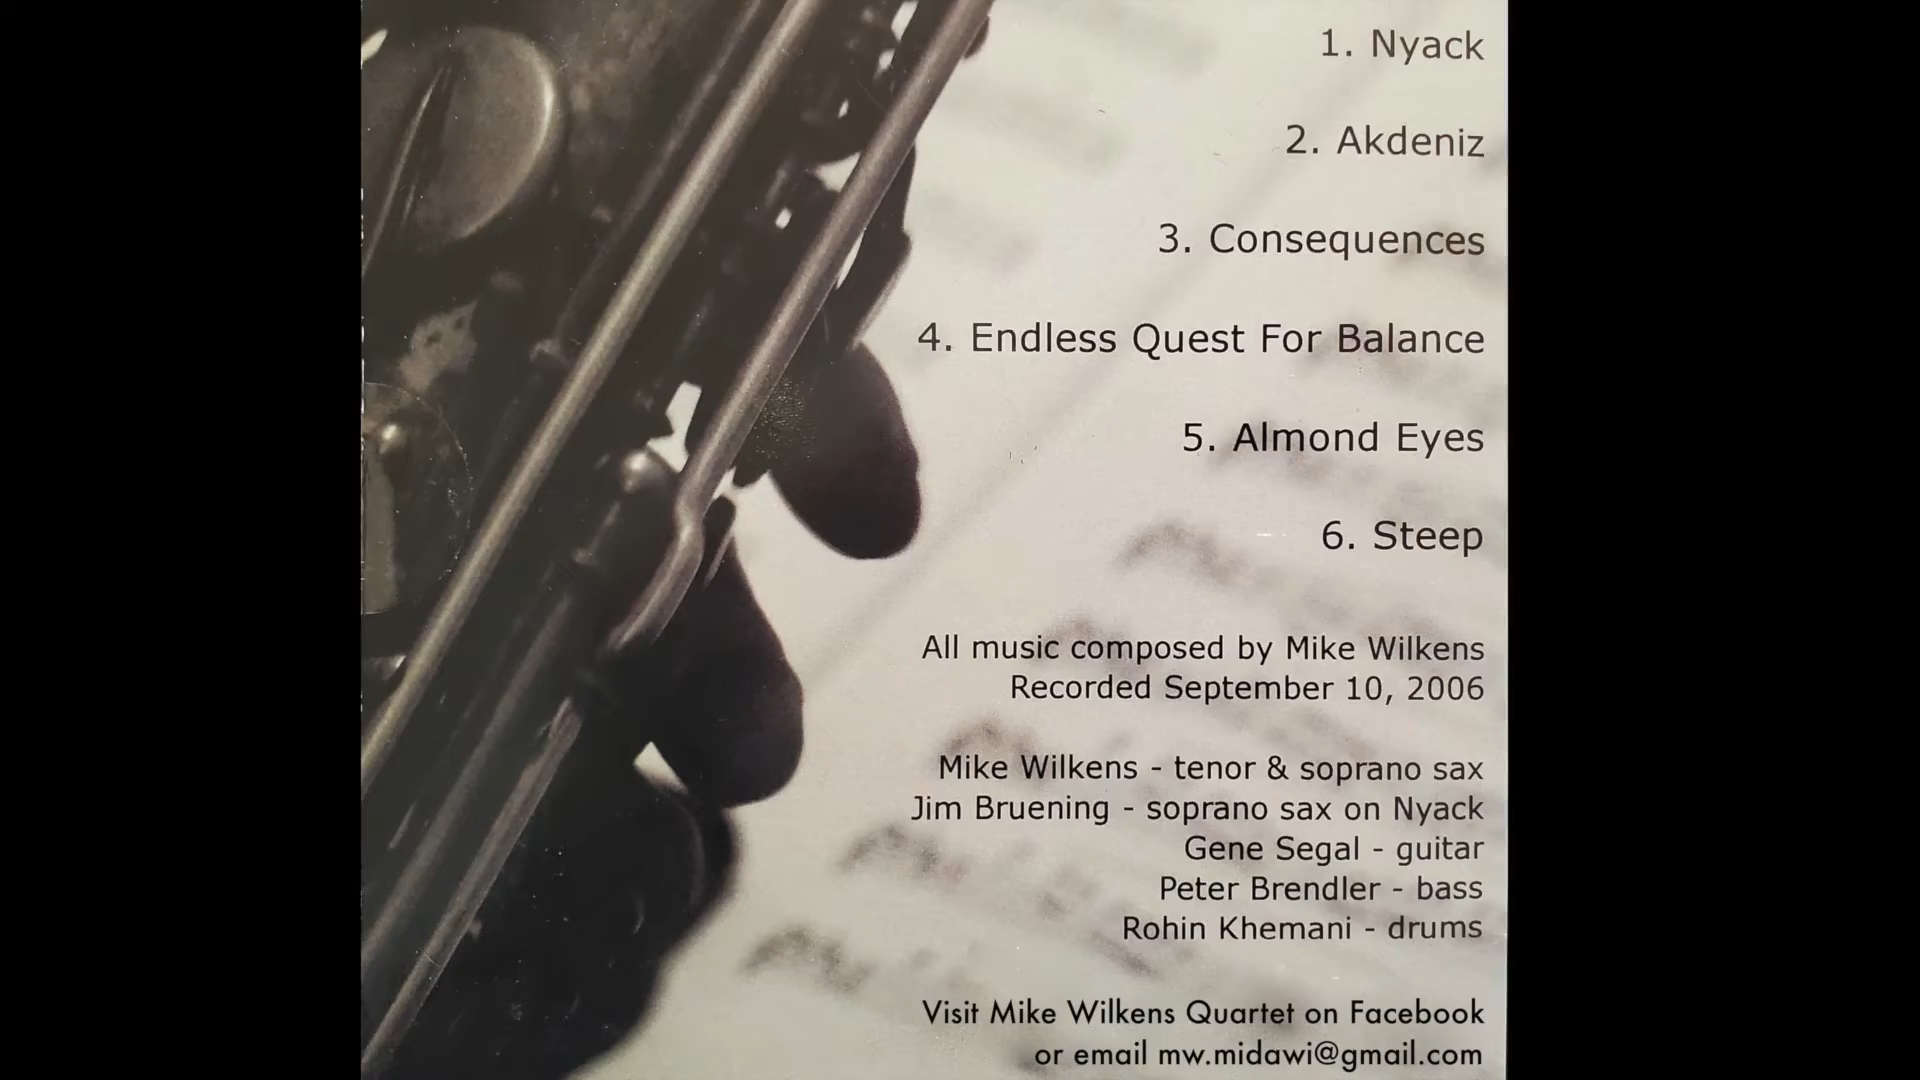 1. Nyack
2. Akdeniz
3. Consequences
4. Endless Quest For Balance
5. Almond Eyes
6. Steep
All music composed by Mike Wilkens
Recorded September 10, 2006
Mike Wilkens - tenor & soprano sax
Jim Bruening - soprano sax on Nyack
Gene Segal - guitar
Peter Brendler - bass
Rohin Khemani - drums
Visit Mike Wilkens Quartet on Facebook
or email mw.midawi@gmail.com